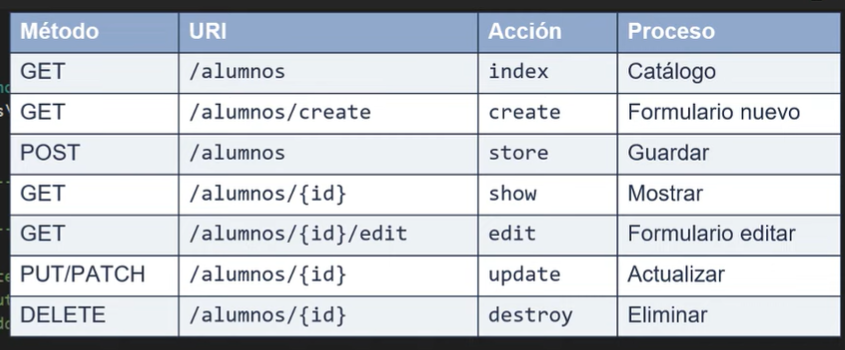 Método URI Acción Proceso
GET /alumnos index Catálogo
GET /alumnos/create create Formulario nuevo
POST /alumnos store Guardar
GET /alumnos/{id} show Mostrar
GET /alumnos/{id}/edit edit Formulario editar
PUT/PATCH /alumnos/{id} update Actualizar
DELETE /alumnos/{id} destroy Eliminar